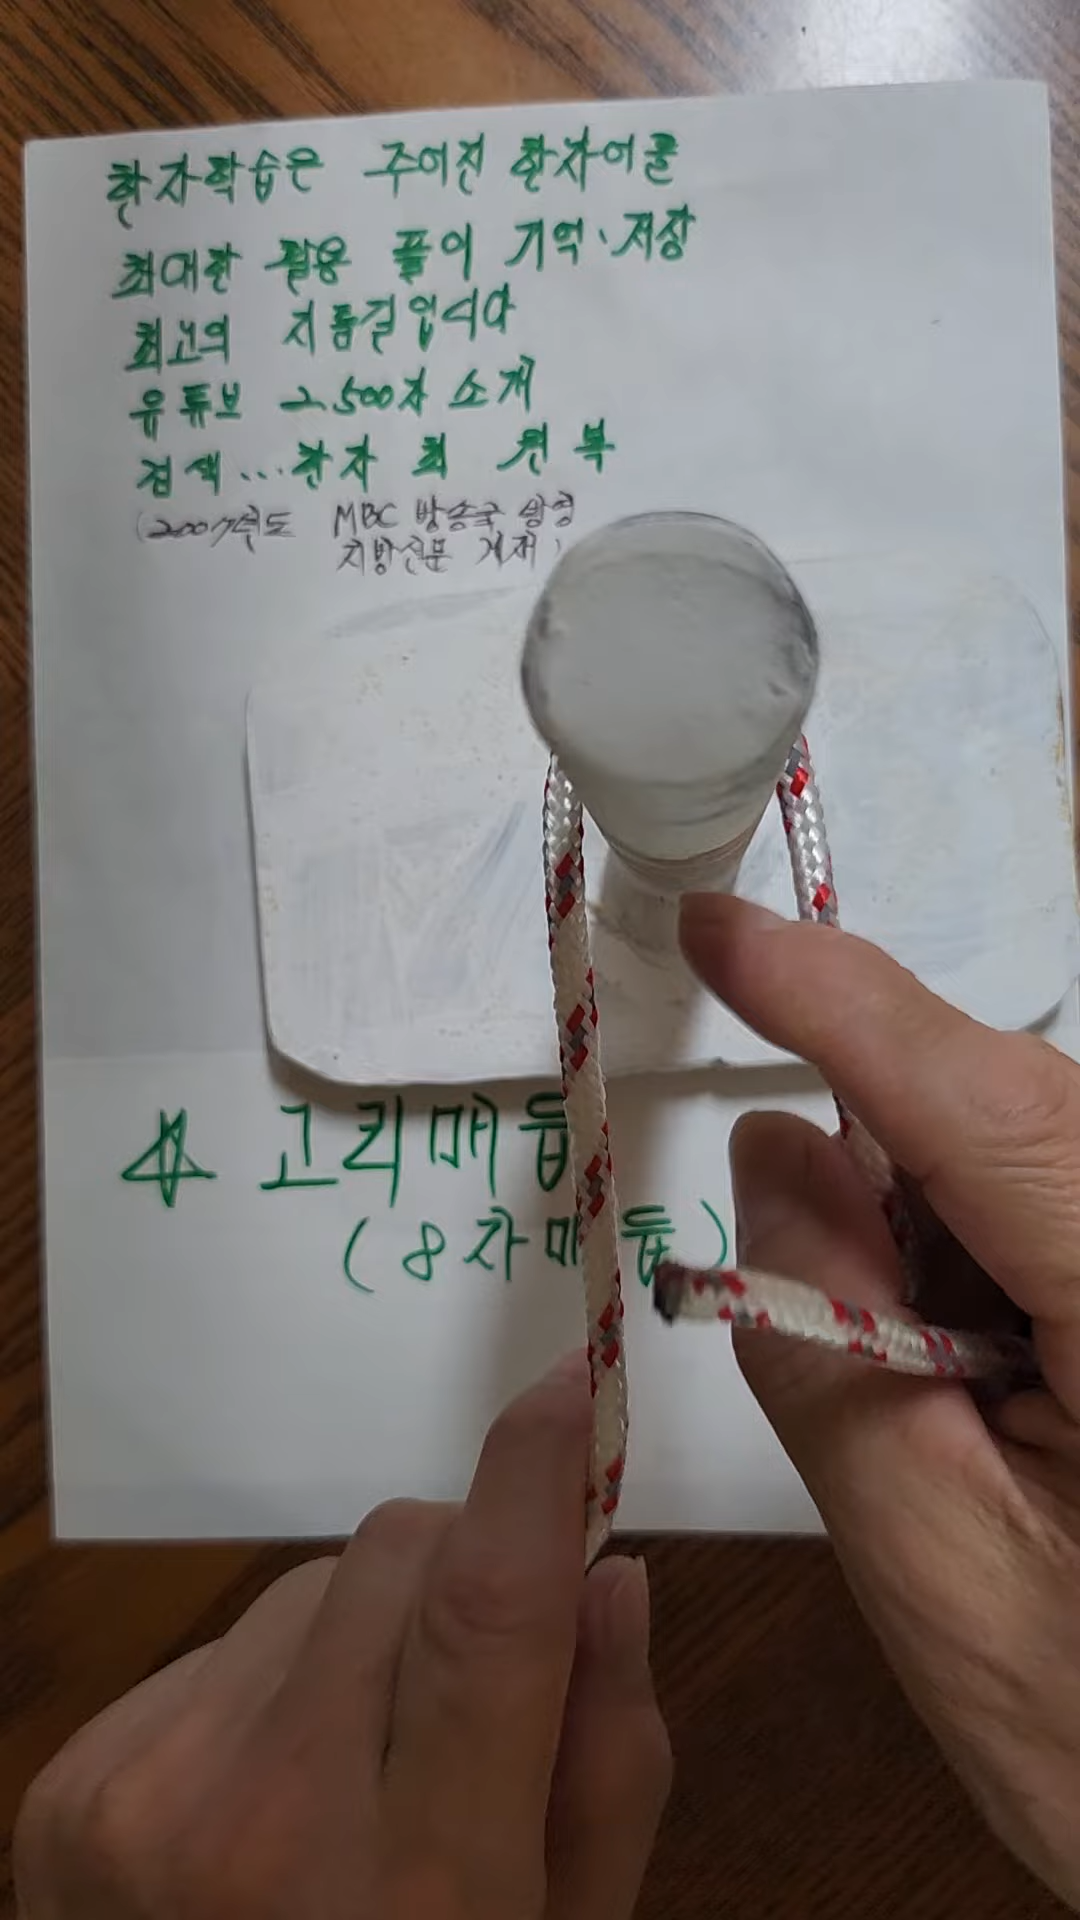 한자학습은 주어진 한자어를
최대한 활용 풀이 기억·저장
최고의 지름길입니다
유튜브 2,500자 소개
검색...한자 최 원 복
(2007년도 MBC 방송국 방영
지방신문 게재)
☆ 고리매듭
(8자매듭)